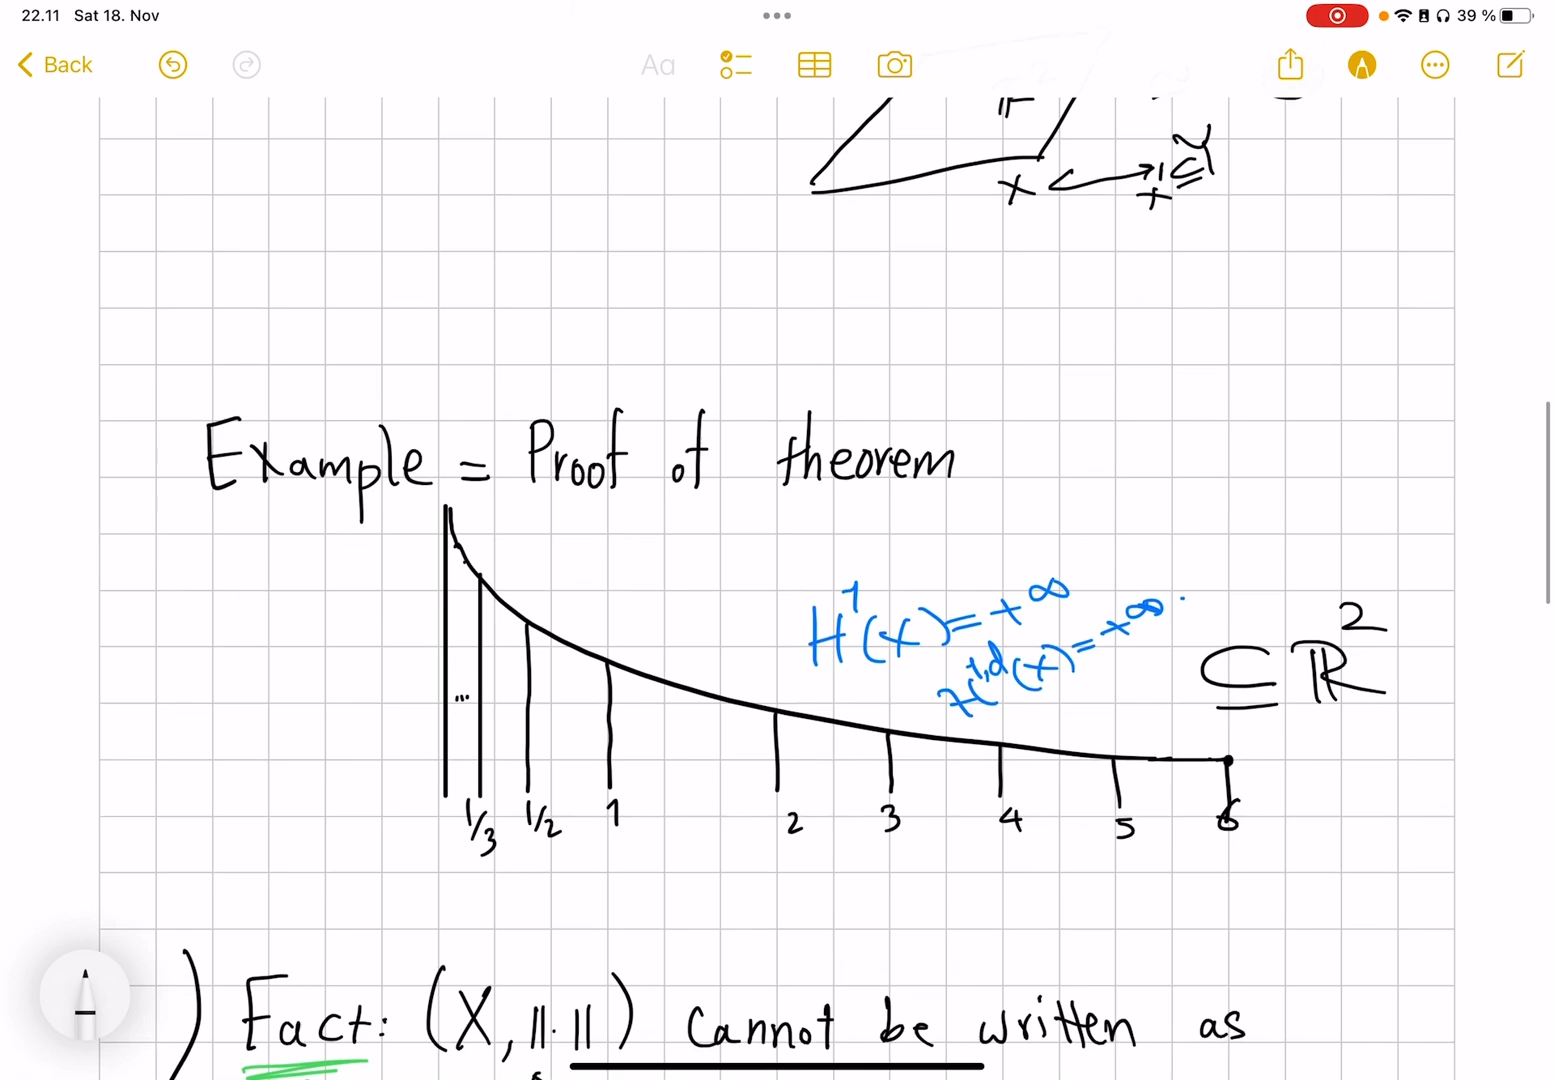 22.11 Sat 18. Nov
39 %
Back
Aa
F
X
X ⊆ Y
Example = Proof of theorem
H¹(X) = +∞
H^{1,d}(X) = +∞
⊆ ℝ²
...
1/3 1/2 1 2 3 4 5 6
) Fact: (X, ||·||) cannot be written as